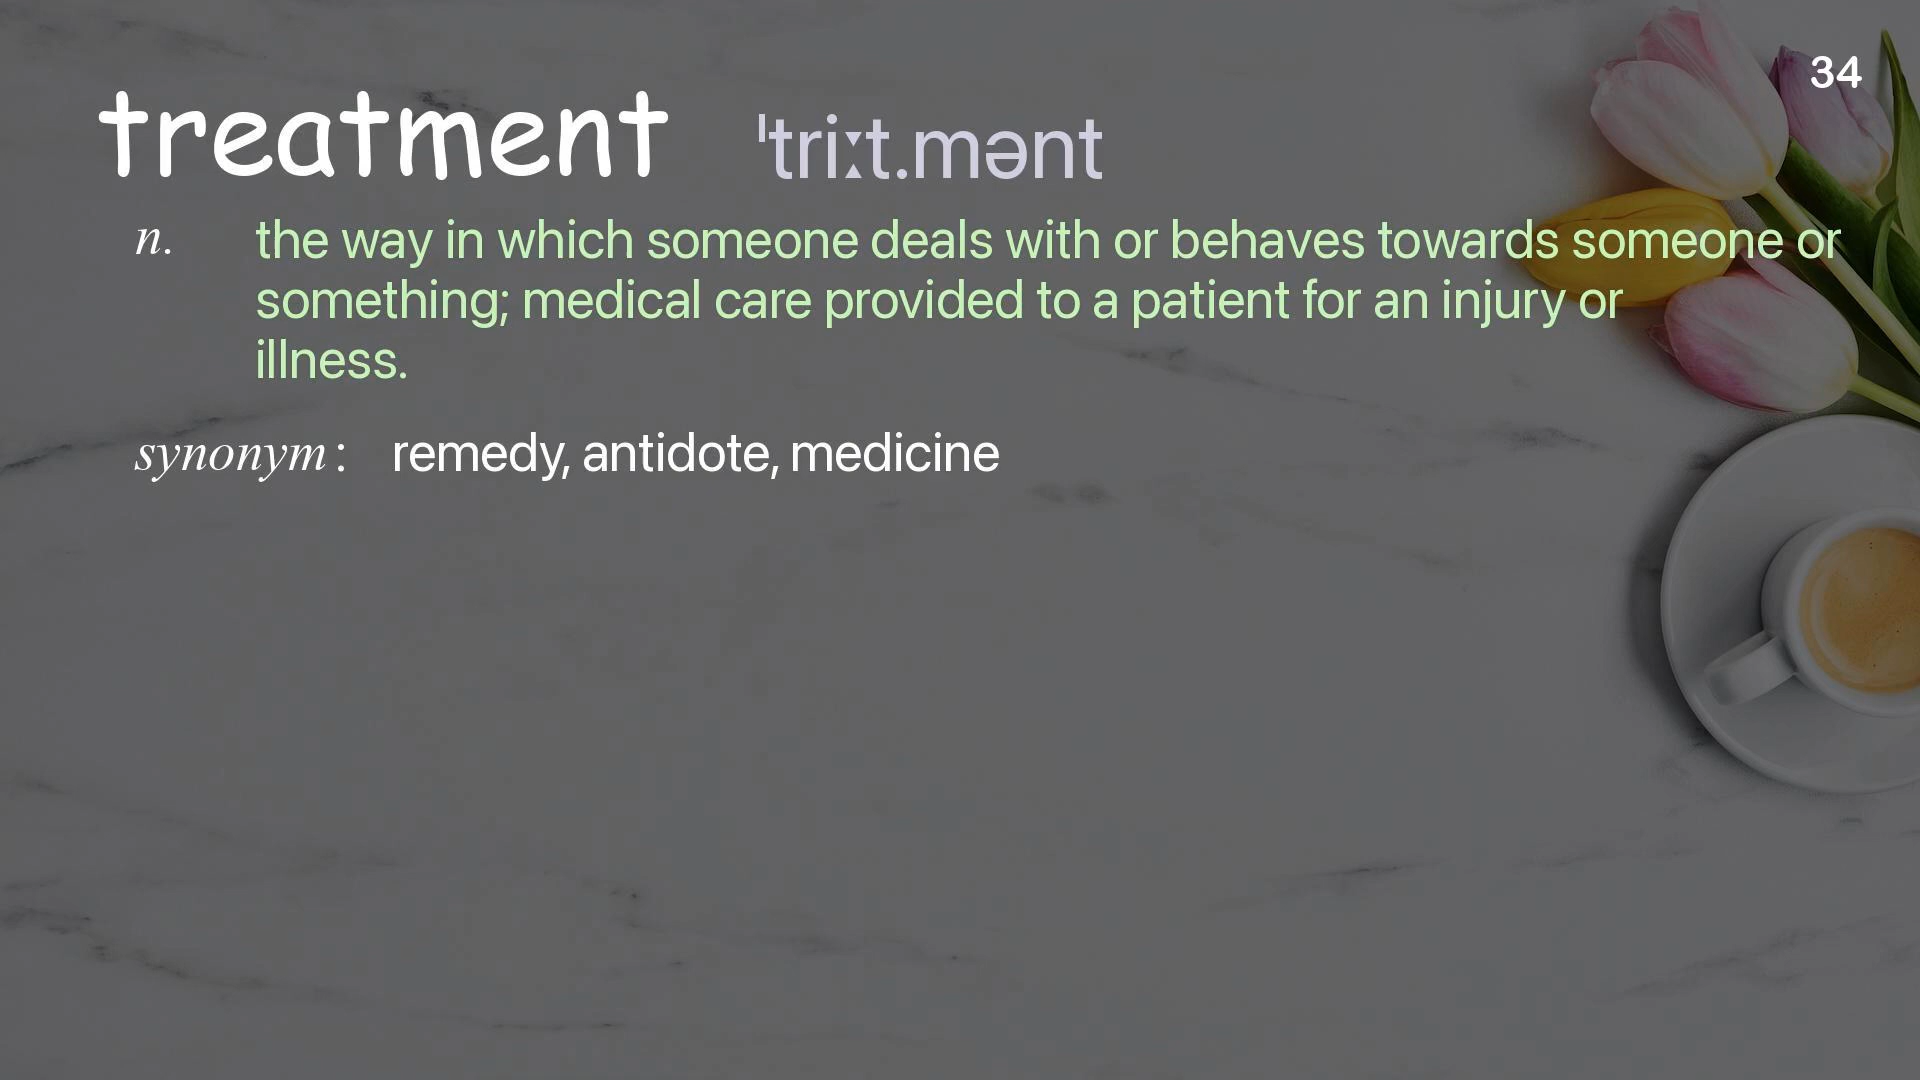 34
treatment ˈtriːt.mənt
n. the way in which someone deals with or behaves towards someone or
something; medical care provided to a patient for an injury or
illness.
synonym : remedy, antidote, medicine